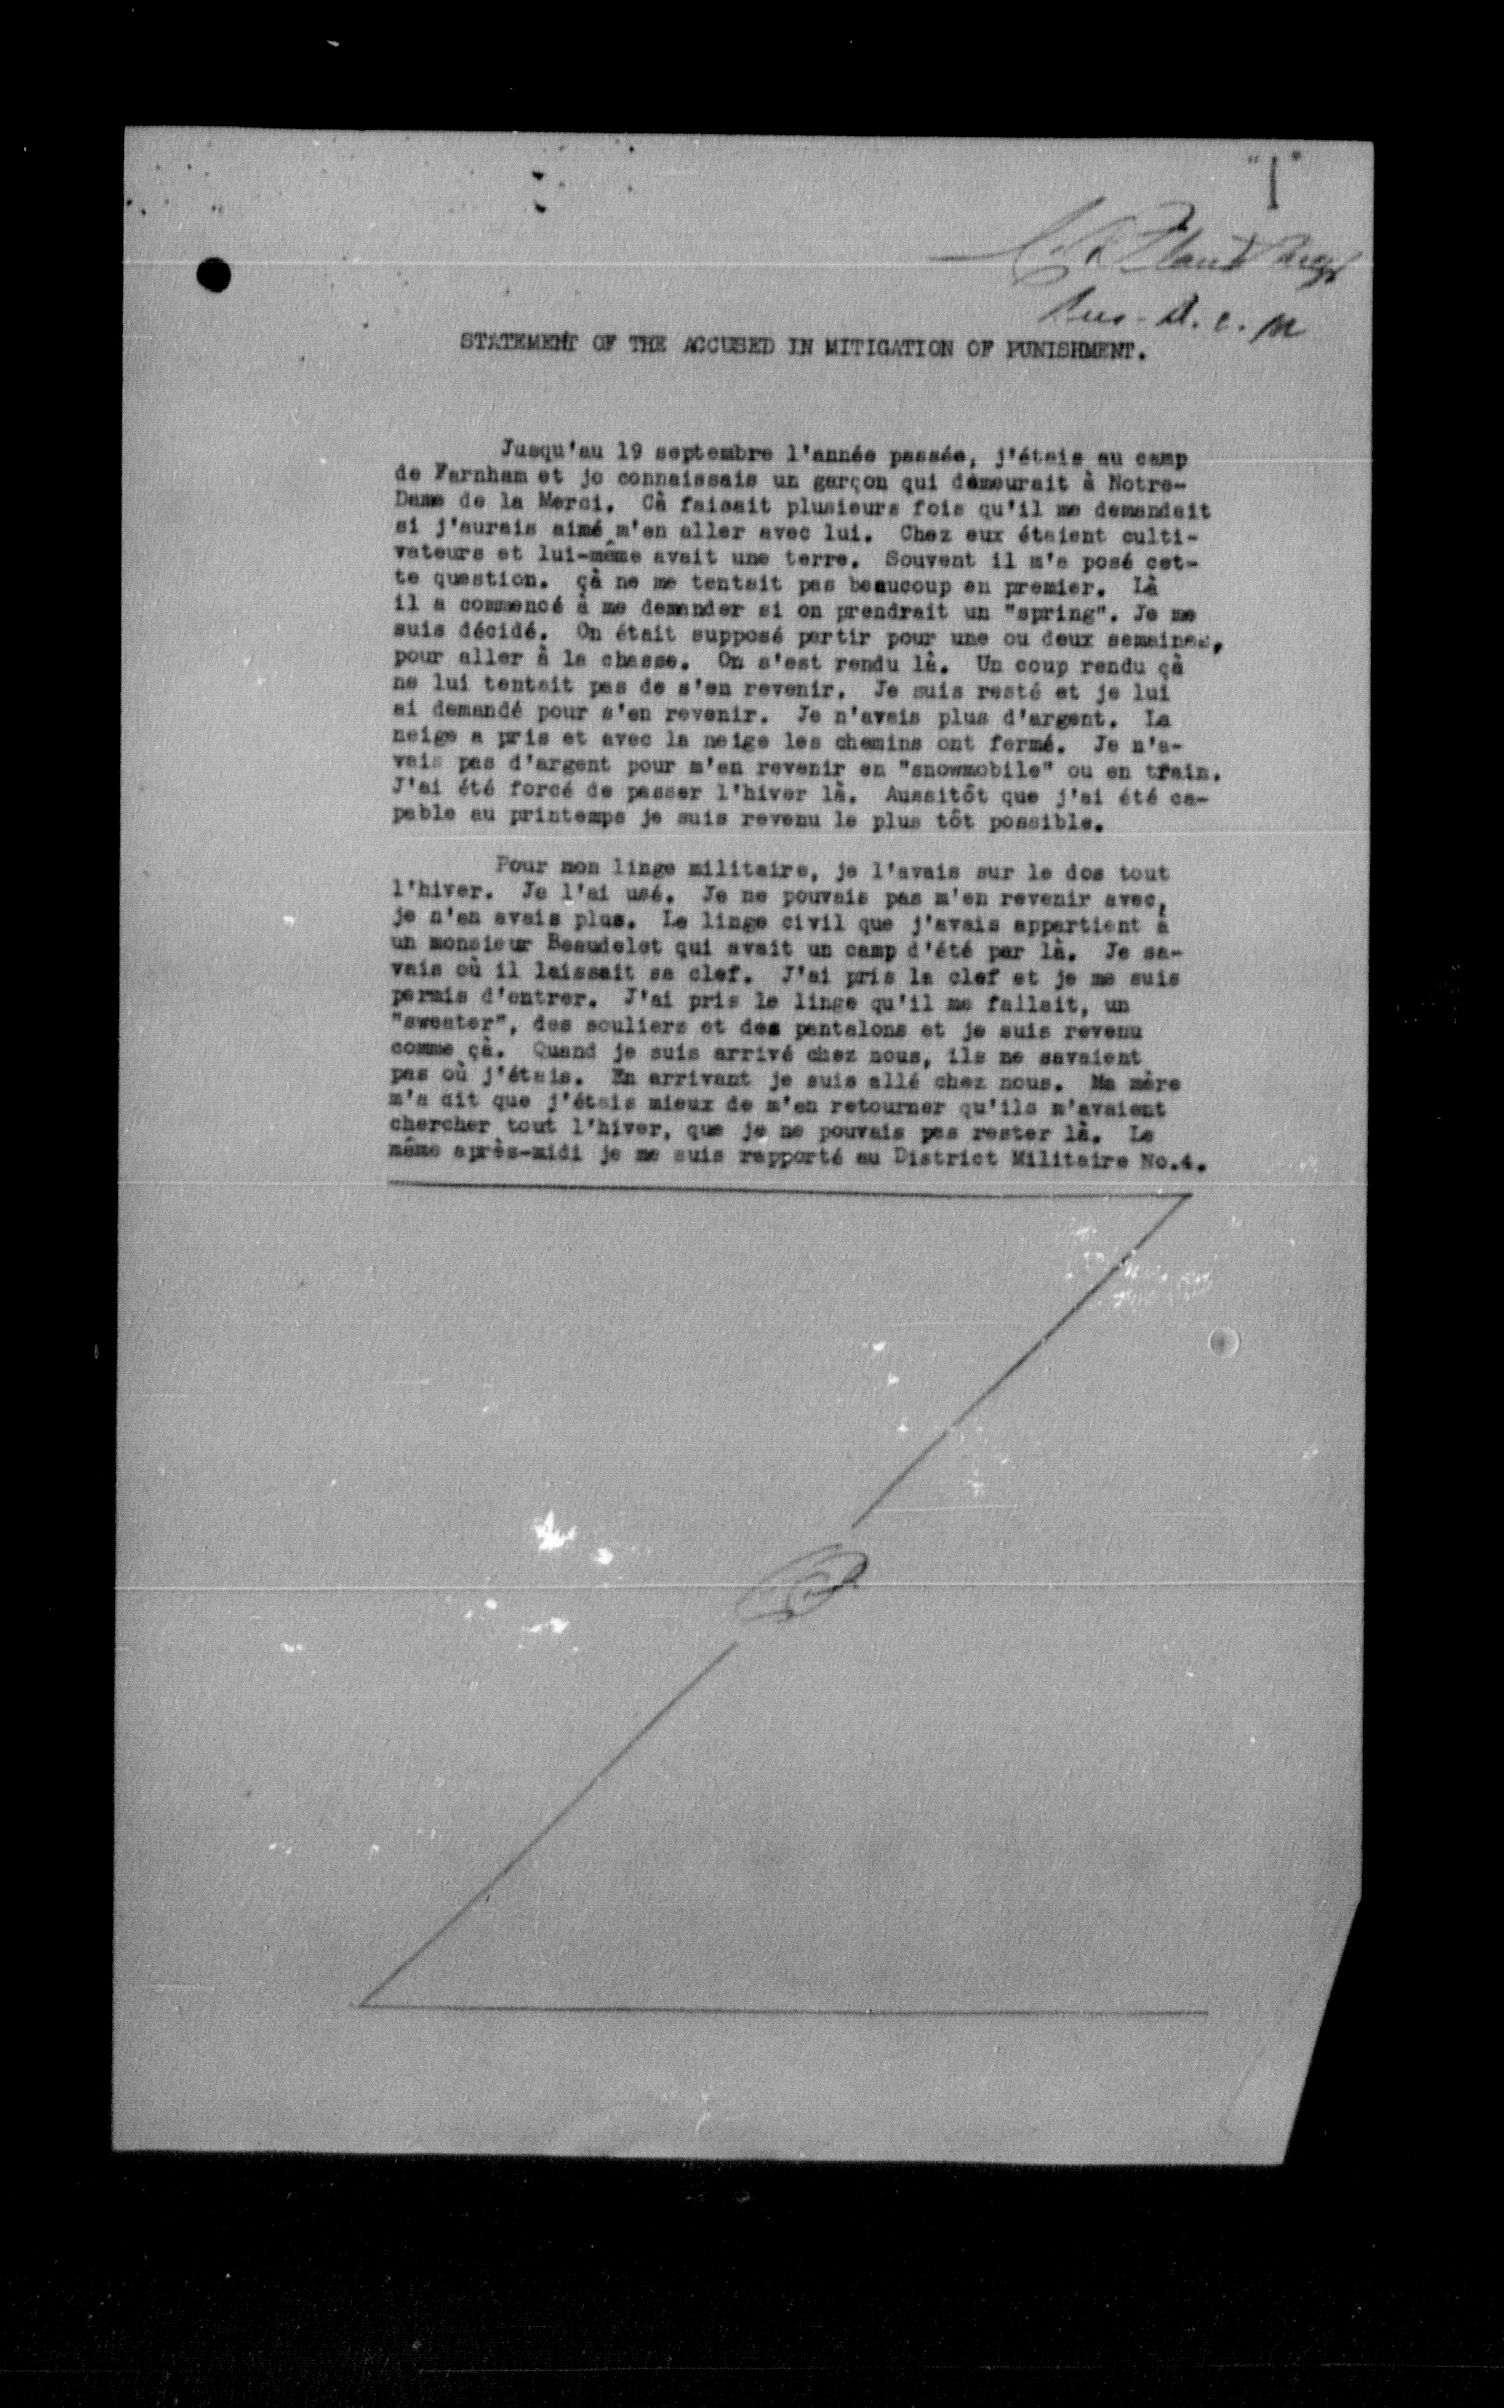 "I"
STATEMENT OF THE ACCUSED IN MITIGATION OF PUNISHMENT.
Jusqu'au 19 septembre l'année passée, j'étais au camp
de Farnham et je connaissais un garçon qui demeurait à Notre-
Dame de la Merci. Cà faisait plusieurs fois qu'il me demandait
si j'aurais aimé m'en aller avec lui. Chez eux étaient culti-
vateurs et lui-même avait une terre. Souvent il m'a posé cet-
te question. çà ne me tentait pas beaucoup en premier. Là
il a commencé à me demander si on prendrait un "spring". Je me
suis décidé. On était supposé partir pour une ou deux semaines,
pour aller à la chasse. On s'est rendu là. Un coup rendu çà
ne lui tentait pas de s'en revenir. Je suis resté et je lui
ai demandé pour s'en revenir. Je n'avais plus d'argent. La
neige a pris et avec la neige les chemins ont fermé. Je n'a-
vais pas d'argent pour m'en revenir en "snowmobile" ou en train.
J'ai été forcé de passer l'hiver là. Aussitôt que j'ai été ca-
pable au printemps je suis revenu le plus tôt possible.
Pour mon linge militaire, je l'avais sur le dos tout
l'hiver. Je l'ai usé. Je ne pouvais pas m'en revenir avec,
je n'en avais plus. Le linge civil que j'avais appartient à
un monsieur Beaudelet qui avait un camp d'été par là. Je sa-
vais où il laissait sa clef. J'ai pris la clef et je me suis
permis d'entrer. J'ai pris le linge qu'il me fallait, un
"sweater", des souliers et des pantalons et je suis revenu
comme çà. Quand je suis arrivé chez nous, ils ne savaient
pas où j'étais. En arrivant je suis allé chez nous. Ma mère
m'a dit que j'étais mieux de m'en retourner qu'ils m'avaient
chercher tout l'hiver, que je ne pouvais pas rester là. Le
même après-midi je me suis rapporté au District Militaire No.4.